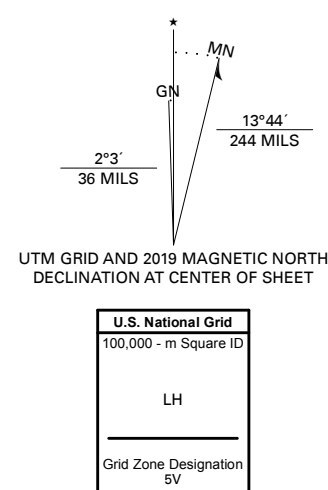 ★
MN
GN
13°44´
244 MILS
2°3´
36 MILS
UTM GRID AND 2019 MAGNETIC NORTH
DECLINATION AT CENTER OF SHEET
U.S. National Grid
100,000 - m Square ID
LH
Grid Zone Designation
5V